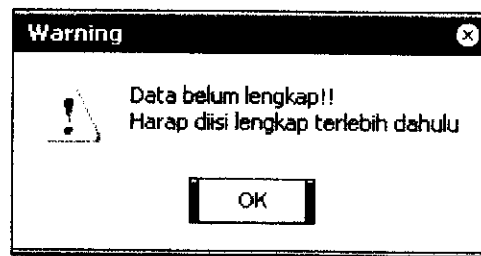 Warning
Data belum lengkap!!
Harap diisi lengkap terlebih dahulu
OK